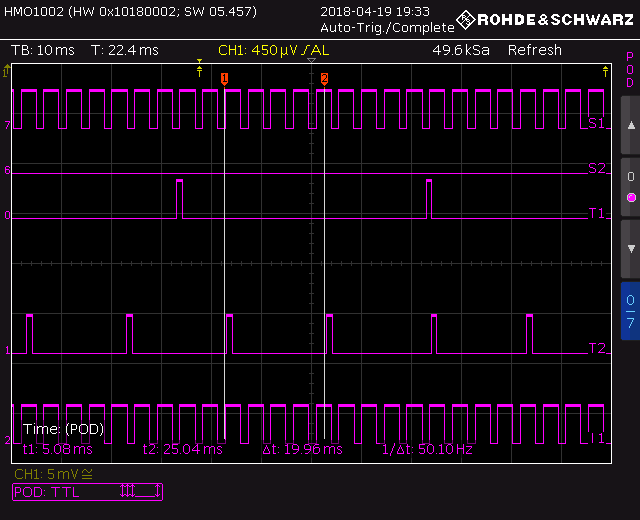 HMO1002 (HW 0x10180002; SW 05.457)
2018-04-19 19:33
Auto-Trig./Complete
ROHDE&SCHWARZ
TB: 10 ms T: 22.4 ms CH1: 450 µV / AL 49.6 kSa Refresh
POD
1
1 2
7
S1
6
S2
0
T1
0
0
7
1
T2
2
Time: (POD)
t1: 5.08 ms t2: 25.04 ms Δt: 19.96 ms 1/Δt: 50.10 Hz
CH1: 5 mV
POD: TTL